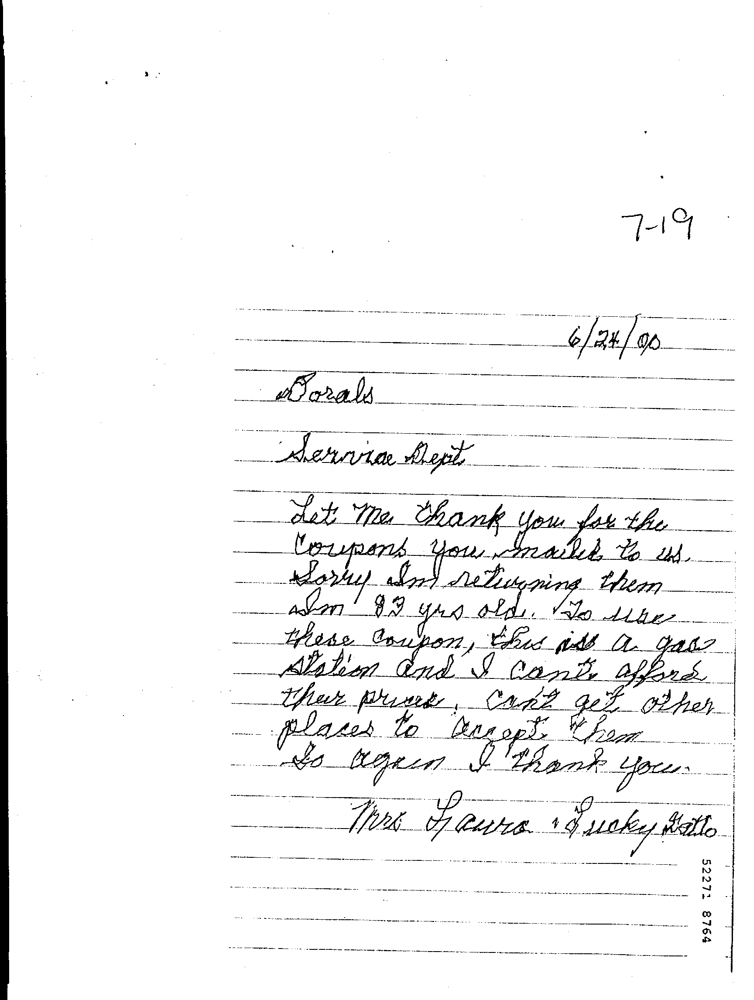 7-19
6/24/00
Dorals
Service Dept
Let Me thank you for the
Coupons you mailed to us.
Sorry Im returning them
Im 83 yrs old. To use
these Coupon, this is a gas
station and I cant afford
their prices. Cant get other
places to accept them
So again I thank you.
Mrs Laura & Lucky Gatto
52271 8764